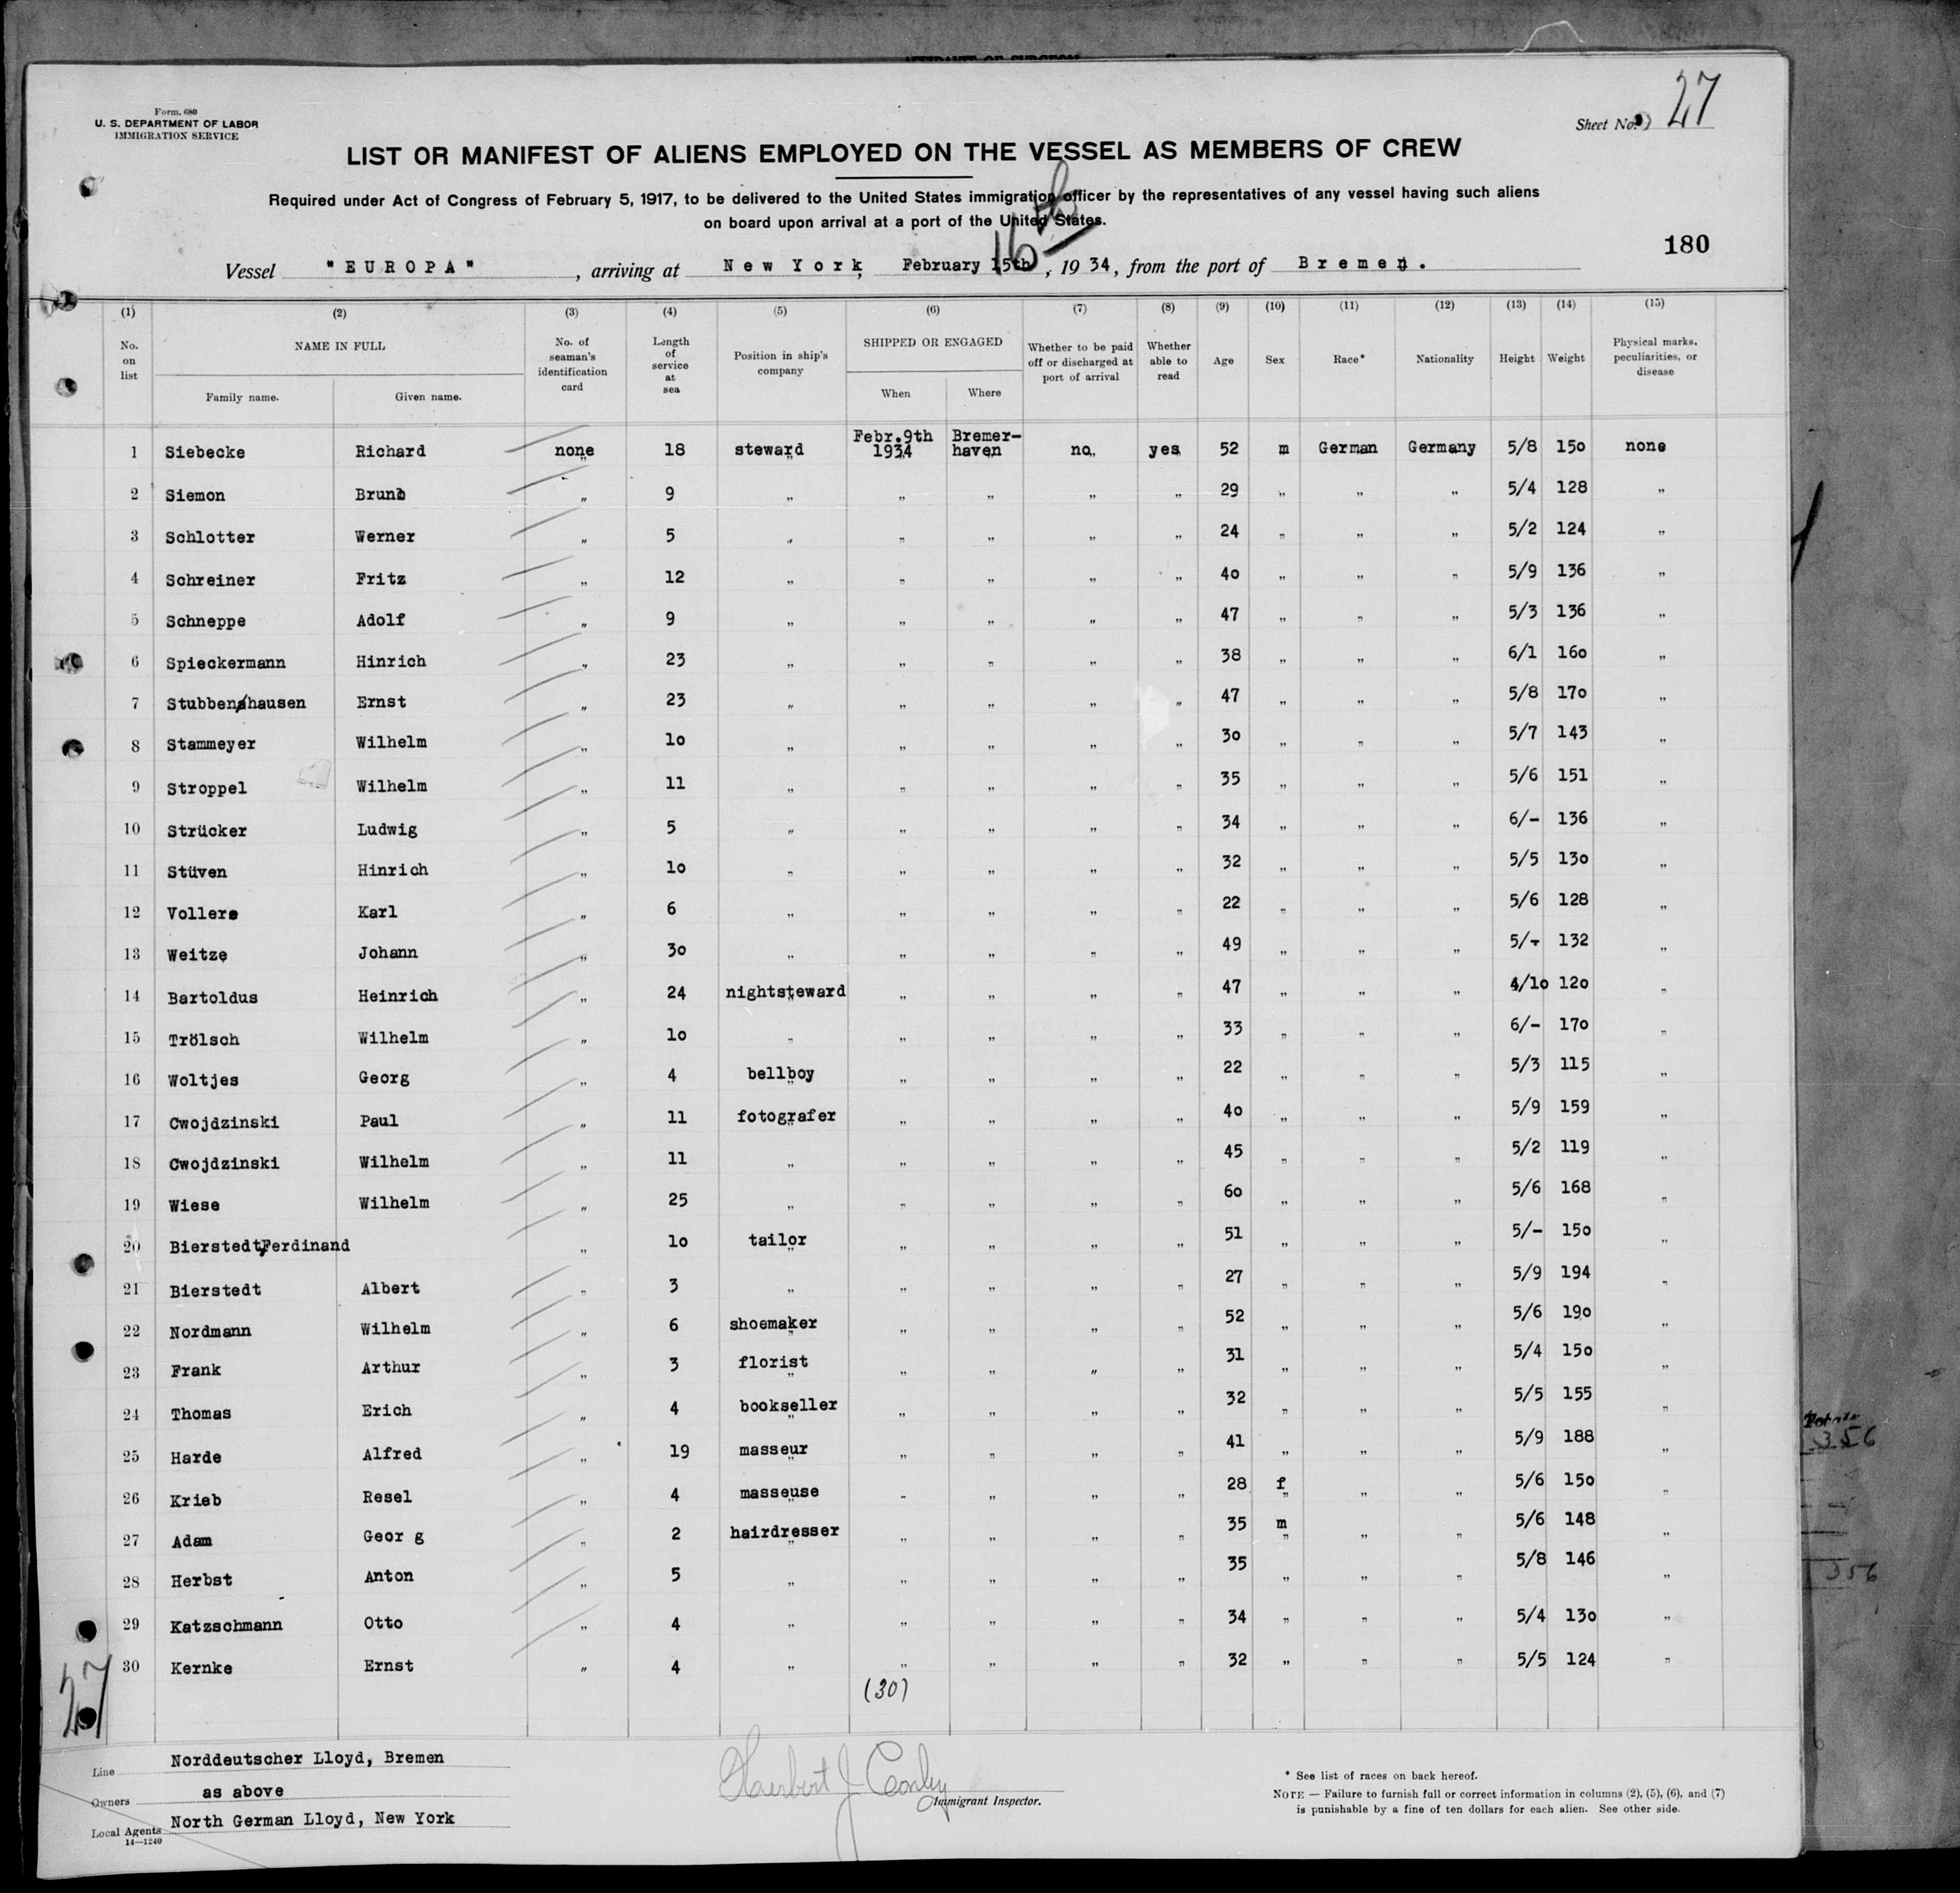 Form. 680
U. S. DEPARTMENT OF LABOR
IMMIGRATION SERVICE
Sheet No. 27
LIST OR MANIFEST OF ALIENS EMPLOYED ON THE VESSEL AS MEMBERS OF CREW
Required under Act of Congress of February 5, 1917, to be delivered to the United States immigration officer by the representatives of any vessel having such aliens
on board upon arrival at a port of the United States.
16th
180
Vessel "EUROPA", arriving at New York, February 15th, 1934, from the port of Bremen.
(1) (2) (3) (4) (5) (6) (7) (8) (9) (10) (11) (12) (13) (14) (15)
No. on list NAME IN FULL Family name. Given name. No. of seaman's identification card Length of service at sea Position in ship's company SHIPPED OR ENGAGED When Where Whether to be paid off or discharged at port of arrival Whether able to read Age Sex Race* Nationality Height Weight Physical marks, peculiarities, or disease
1 Siebecke Richard none 18 steward Febr.9th 1934 Bremer-haven no yes 52 m German Germany 5/8 150 none
2 Siemon Bruno " 9 " " " " " 29 " " " 5/4 128 "
3 Schlotter Werner " 5 " " " " " 24 " " " 5/2 124 "
4 Schreiner Fritz " 12 " " " " " 40 " " " 5/9 136 "
5 Schneppe Adolf " 9 " " " " " 47 " " " 5/3 136 "
6 Spieckermann Hinrich " 23 " " " " " 38 " " " 6/1 160 "
7 Stubbenhausen Ernst " 23 " " " " " 47 " " " 5/8 170 "
8 Stammeyer Wilhelm " 10 " " " " " 30 " " " 5/7 143 "
9 Stroppel Wilhelm " 11 " " " " " 35 " " " 5/6 151 "
10 Strücker Ludwig " 5 " " " " " 34 " " " 6/- 136 "
11 Stüven Hinrich " 10 " " " " " 32 " " " 5/5 130 "
12 Vollers Karl " 6 " " " " " 22 " " " 5/6 128 "
13 Weitze Johann " 30 " " " " " 49 " " " 5/- 132 "
14 Bartoldus Heinrich " 24 nightsteward " " " " 47 " " " 4/10 120 "
15 Trölsch Wilhelm " 10 " " " " " 33 " " " 6/- 170 "
16 Woltjes Georg " 4 bellboy " " " " 22 " " " 5/3 115 "
17 Cwojdzinski Paul " 11 fotografer " " " " 40 " " " 5/9 159 "
18 Cwojdzinski Wilhelm " 11 " " " " " 45 " " " 5/2 119 "
19 Wiese Wilhelm " 25 " " " " " 60 " " " 5/6 168 "
20 Bierstedt,Ferdinand " 10 tailor " " " " 51 " " " 5/- 150 "
21 Bierstedt Albert " 3 " " " " " 27 " " " 5/9 194 "
22 Nordmann Wilhelm " 6 shoemaker " " " " 52 " " " 5/6 190 "
23 Frank Arthur " 3 florist " " " " 31 " " " 5/4 150 "
24 Thomas Erich " 4 bookseller " " " " 32 " " " 5/5 155 "
25 Harde Alfred " 19 masseur " " " " 41 " " " 5/9 188 "
26 Krieb Resel " 4 masseuse " " " " 28 f " " 5/6 150 "
27 Adam Geor g " 2 hairdresser " " " " 35 m " " 5/6 148 "
28 Herbst Anton " 5 " " " " " 35 " " " 5/8 146 "
29 Katzschmann Otto " 4 " " " " " 34 " " " 5/4 130 "
30 Kernke Ernst " 4 " " " " " 32 " " " 5/5 124 "
(30)
27
356
356
Line Norddeutscher Lloyd, Bremen
Owners as above
Local Agents North German Lloyd, New York
14—1240
Herbert J Conley
Immigrant Inspector.
* See list of races on back hereof.
NOTE — Failure to furnish full or correct information in columns (2), (5), (6), and (7)
is punishable by a fine of ten dollars for each alien. See other side.